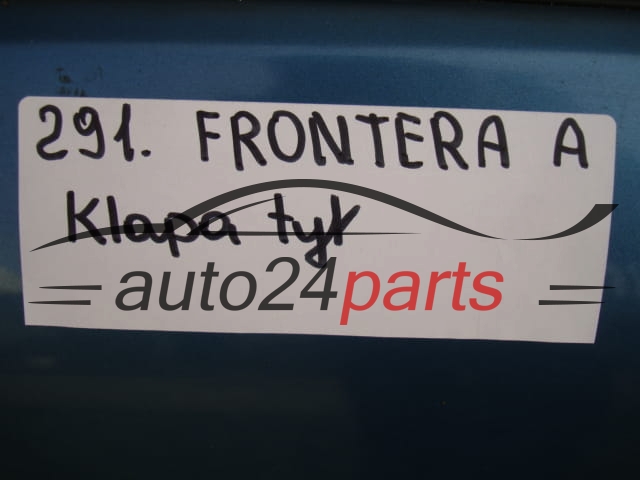 291. FRONTERA A
Klapa tył
auto24parts